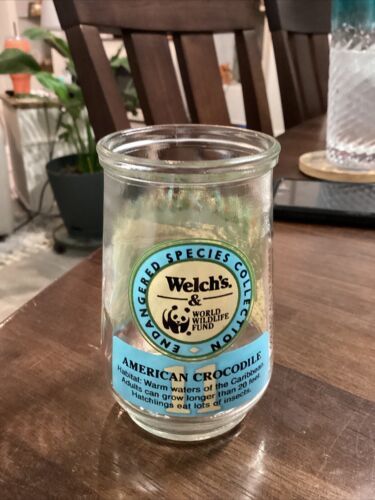 ENDANGERED SPECIES COLLECTION
Welch's.
&
WORLD
WILDLIFE
FUND
AMERICAN CROCODILE
Habitat: Warm waters of the Caribbean.
Adults can grow longer than 20 feet.
Hatchlings eat lots of insects.